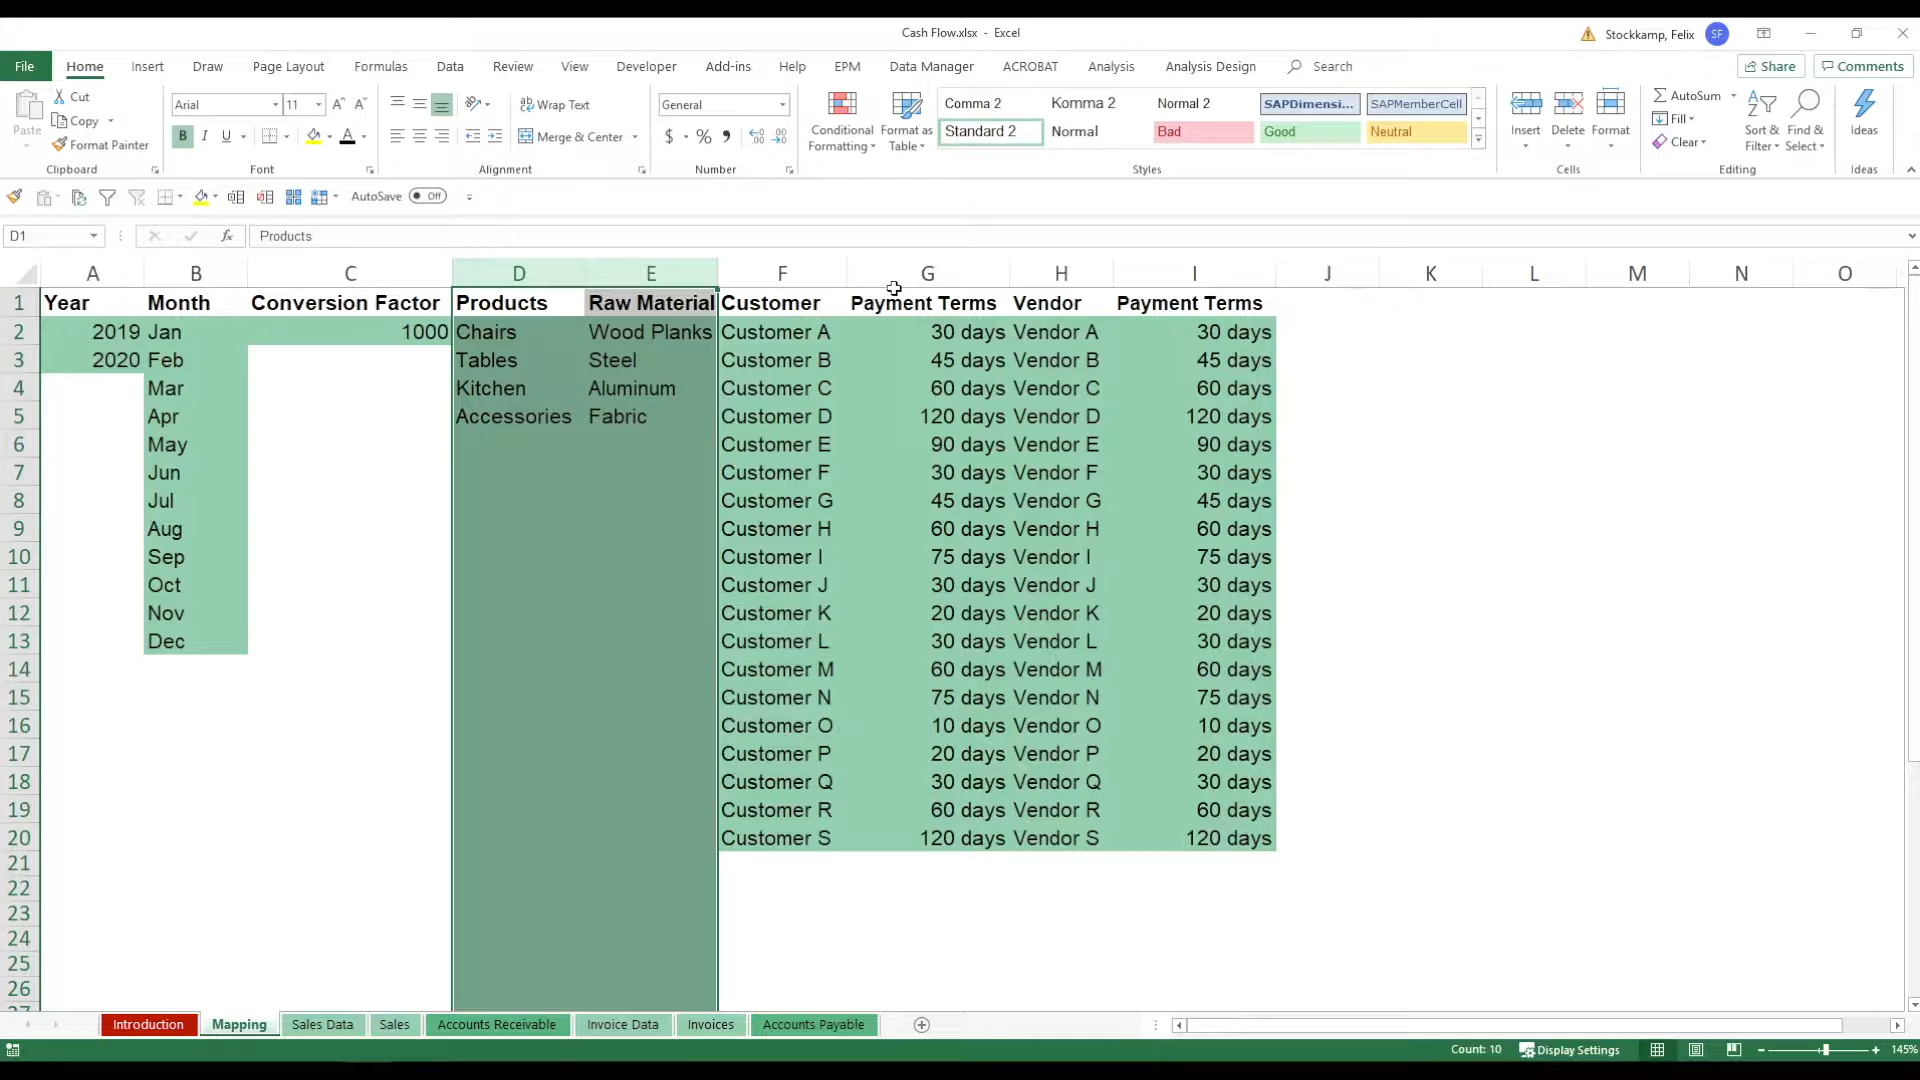 Cash Flow.xlsx - Excel
Stockkamp, Felix SF
File Home Insert Draw Page Layout Formulas Data Review View Developer Add-ins Help EPM Data Manager ACROBAT Analysis Analysis Design Search Share Comments
Paste
Cut
Copy
Format Painter
Clipboard
Arial 11
B I U
Font
Wrap Text
Merge & Center
Alignment
General
$ % ,
Number
Conditional Formatting
Format as Table
Comma 2 Komma 2 Normal 2 SAPDimensi... SAPMemberCell
Standard 2 Normal Bad Good Neutral
Styles
Insert Delete Format
Cells
AutoSum
Fill
Clear
Sort & Filter
Find & Select
Editing
Ideas
Ideas
AutoSave Off
D1 fx Products
A B C D E F G H I J K L M N O
1 Year Month Conversion Factor Products Raw Material Customer Payment Terms Vendor Payment Terms
2 2019 Jan 1000 Chairs Wood Planks Customer A 30 days Vendor A 30 days
3 2020 Feb Tables Steel Customer B 45 days Vendor B 45 days
4 Mar Kitchen Aluminum Customer C 60 days Vendor C 60 days
5 Apr Accessories Fabric Customer D 120 days Vendor D 120 days
6 May Customer E 90 days Vendor E 90 days
7 Jun Customer F 30 days Vendor F 30 days
8 Jul Customer G 45 days Vendor G 45 days
9 Aug Customer H 60 days Vendor H 60 days
10 Sep Customer I 75 days Vendor I 75 days
11 Oct Customer J 30 days Vendor J 30 days
12 Nov Customer K 20 days Vendor K 20 days
13 Dec Customer L 30 days Vendor L 30 days
14 Customer M 60 days Vendor M 60 days
15 Customer N 75 days Vendor N 75 days
16 Customer O 10 days Vendor O 10 days
17 Customer P 20 days Vendor P 20 days
18 Customer Q 30 days Vendor Q 30 days
19 Customer R 60 days Vendor R 60 days
20 Customer S 120 days Vendor S 120 days
21
22
23
24
25
26
27
Introduction Mapping Sales Data Sales Accounts Receivable Invoice Data Invoices Accounts Payable
Count: 10 Display Settings 145%